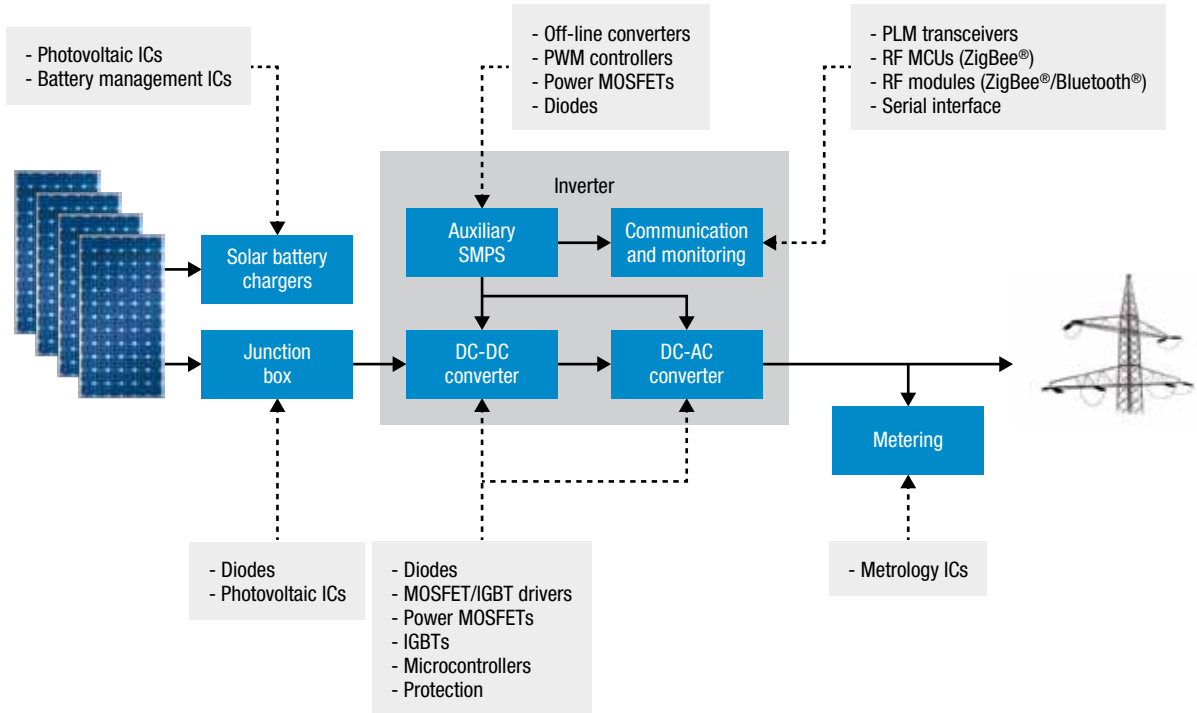 - Photovoltaic ICs
- Battery management ICs
- Off-line converters
- PWM controllers
- Power MOSFETs
- Diodes
- PLM transceivers
- RF MCUs (ZigBee®)
- RF modules (ZigBee®/Bluetooth®)
- Serial interface
Inverter
Solar battery
chargers
Auxiliary
SMPS
Communication
and monitoring
Junction
box
DC-DC
converter
DC-AC
converter
Metering
- Diodes
- Photovoltaic ICs
- Diodes
- MOSFET/IGBT drivers
- Power MOSFETs
- IGBTs
- Microcontrollers
- Protection
- Metrology ICs